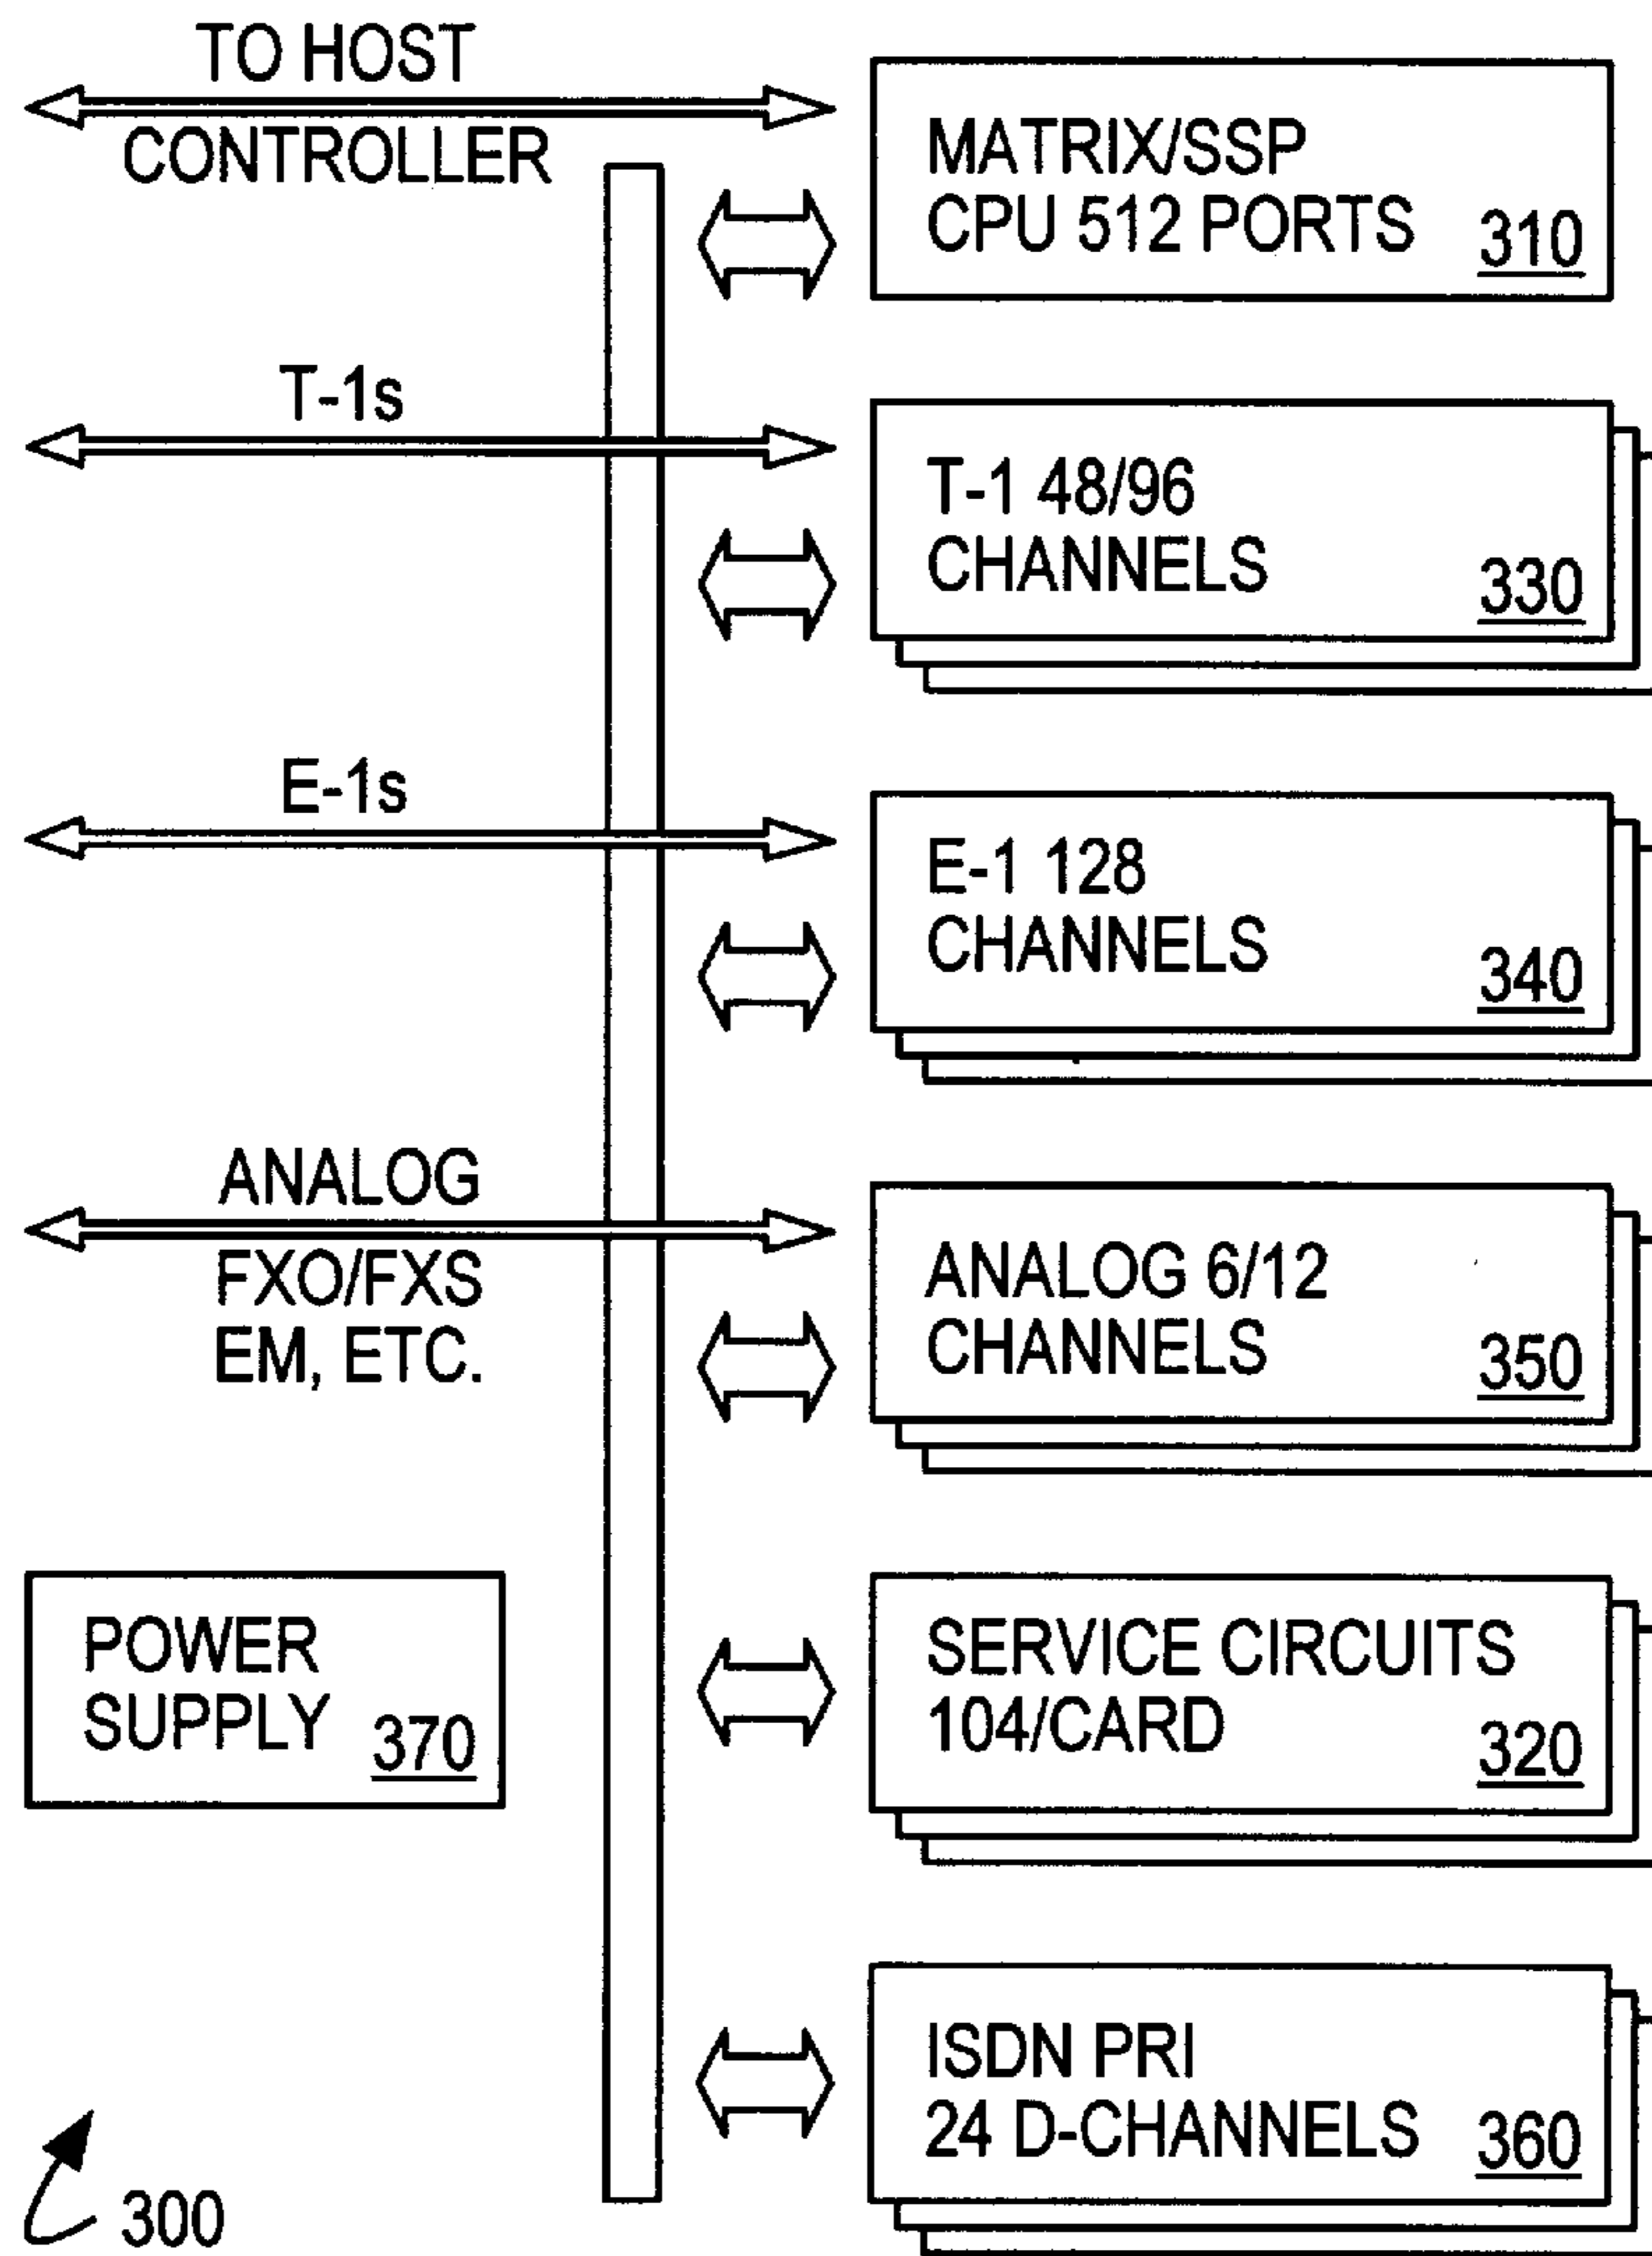 TO HOST
CONTROLLER
MATRIX/SSP
CPU 512 PORTS
310
T-1s
T-1 48/96
CHANNELS
330
E-1s
E-1 128
CHANNELS
340
ANALOG
FXO/FXS
EM, ETC.
ANALOG 6/12
CHANNELS
350
POWER
SUPPLY
370
SERVICE CIRCUITS
104/CARD
320
ISDN PRI
24 D-CHANNELS
360
300